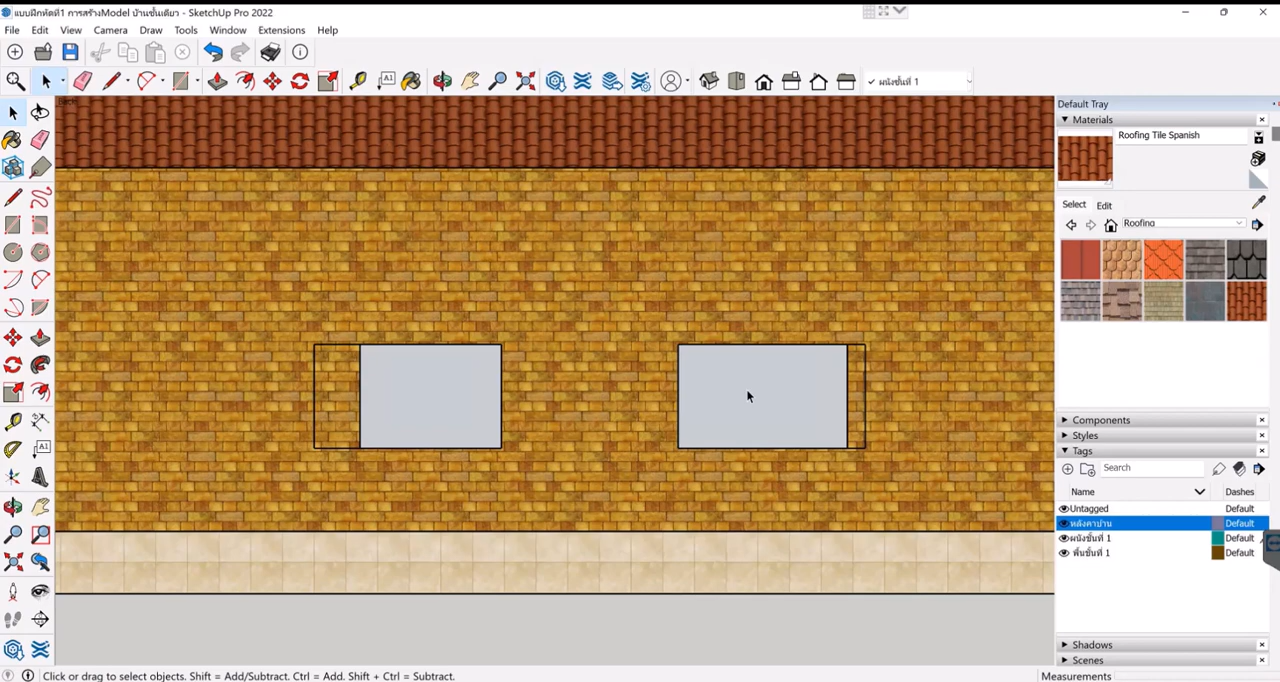 แบบฝึกหัดที่1 การสร้างModel บ้านชั้นเดียว - SketchUp Pro 2022
File Edit View Camera Draw Tools Window Extensions Help
✓ ผนังชั้นที่ 1
Back
Default Tray
Materials
Roofing Tile Spanish
Select Edit
Roofing
Components
Styles
Tags
Search
Name Dashes
Untagged Default
หลังคาบ้าน Default
ผนังชั้นที่ 1 Default
พื้นชั้นที่ 1 Default
Shadows
Scenes
Click or drag to select objects. Shift = Add/Subtract. Ctrl = Add. Shift + Ctrl = Subtract.
Measurements